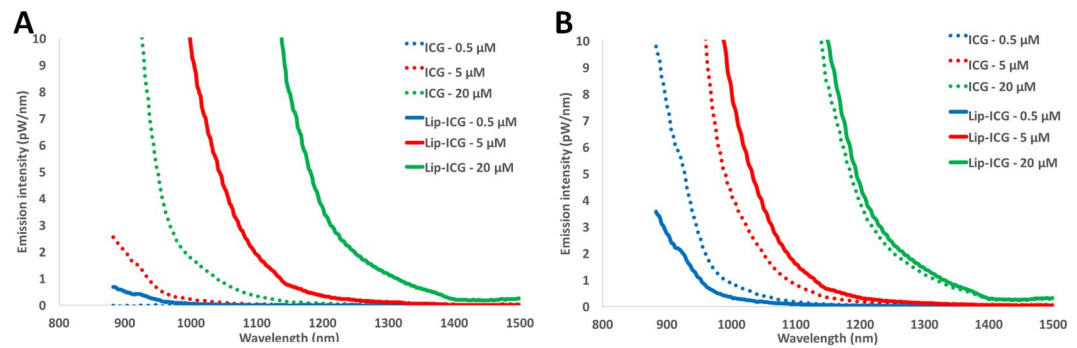 A
10
9
8
7
6
5
4
3
2
1
0
Emission intensity (pW/nm)
800 900 1000 1100 1200 1300 1400 1500
Wavelength (nm)
ICG - 0.5 µM
ICG - 5 µM
ICG - 20 µM
Lip-ICG - 0.5 µM
Lip-ICG - 5 µM
Lip-ICG - 20 µM
B
10
9
8
7
6
5
4
3
2
1
0
Emission intensity (pW/nm)
800 900 1000 1100 1200 1300 1400 1500
Wavelength (nm)
ICG - 0.5 µM
ICG - 5 µM
ICG - 20 µM
Lip-ICG - 0.5 µM
Lip-ICG - 5 µM
Lip-ICG - 20 µM